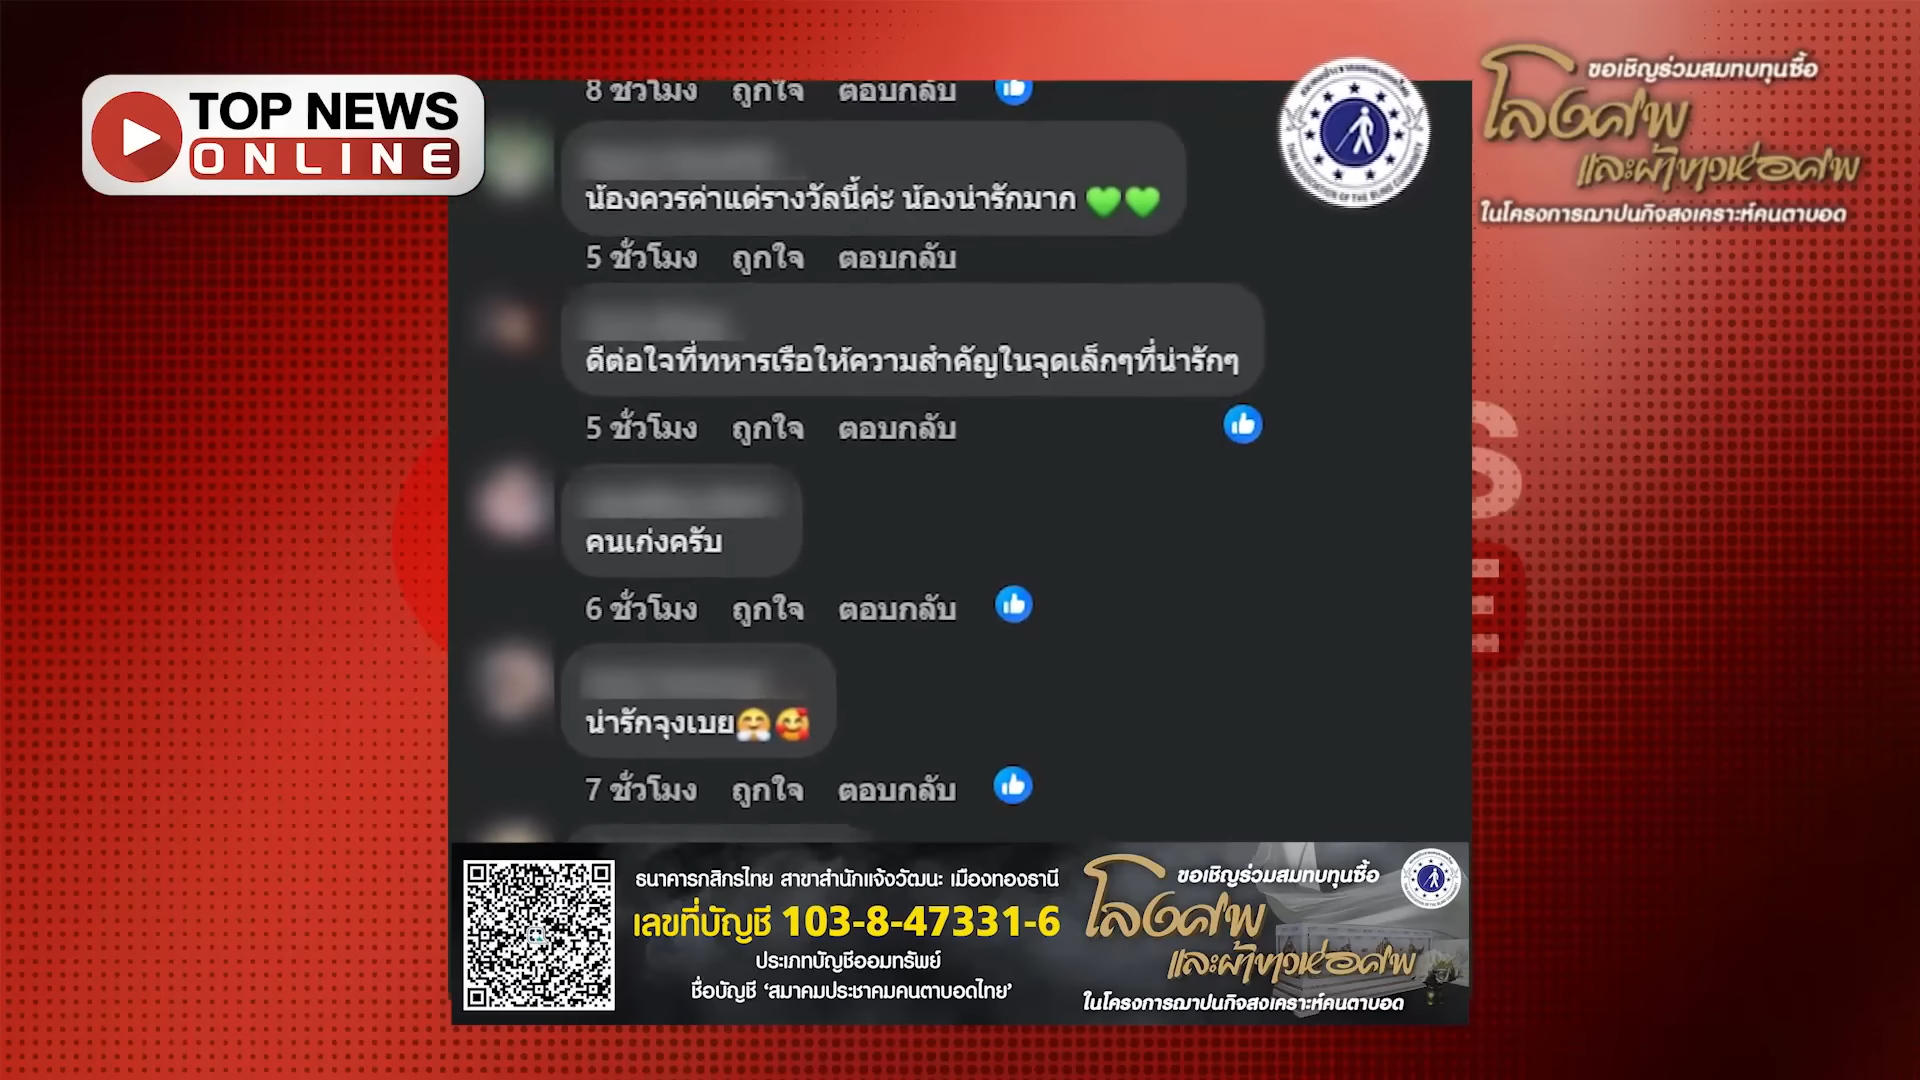 TOP NEWS
ONLINE
8 ชั่วโมง ถูกใจ ตอบกลับ
น้องควรค่าแด่รางวัลนี้ค่ะ น้องน่ารักมาก 💚💚
5 ชั่วโมง ถูกใจ ตอบกลับ
ดีต่อใจที่ทหารเรือให้ความสำคัญในจุดเล็กๆที่น่ารักๆ
5 ชั่วโมง ถูกใจ ตอบกลับ
คนเก่งครับ
6 ชั่วโมง ถูกใจ ตอบกลับ
น่ารักจุงเบย🤗🥰
7 ชั่วโมง ถูกใจ ตอบกลับ
ขอเชิญร่วมสมทบทุนซื้อ
โลงศพ
และผ้าขาวห่อศพ
ในโครงการฌาปนกิจสงเคราะห์คนตาบอด
ธนาคารกสิกรไทย สาขาสำนักแจ้งวัฒนะ เมืองทองธานี
เลขที่บัญชี 103-8-47331-6
ประเภทบัญชีออมทรัพย์
ชื่อบัญชี ‘สมาคมประชาคมคนตาบอดไทย’
ขอเชิญร่วมสมทบทุนซื้อ
โลงศพ
และผ้าขาวห่อศพ
ในโครงการฌาปนกิจสงเคราะห์คนตาบอด